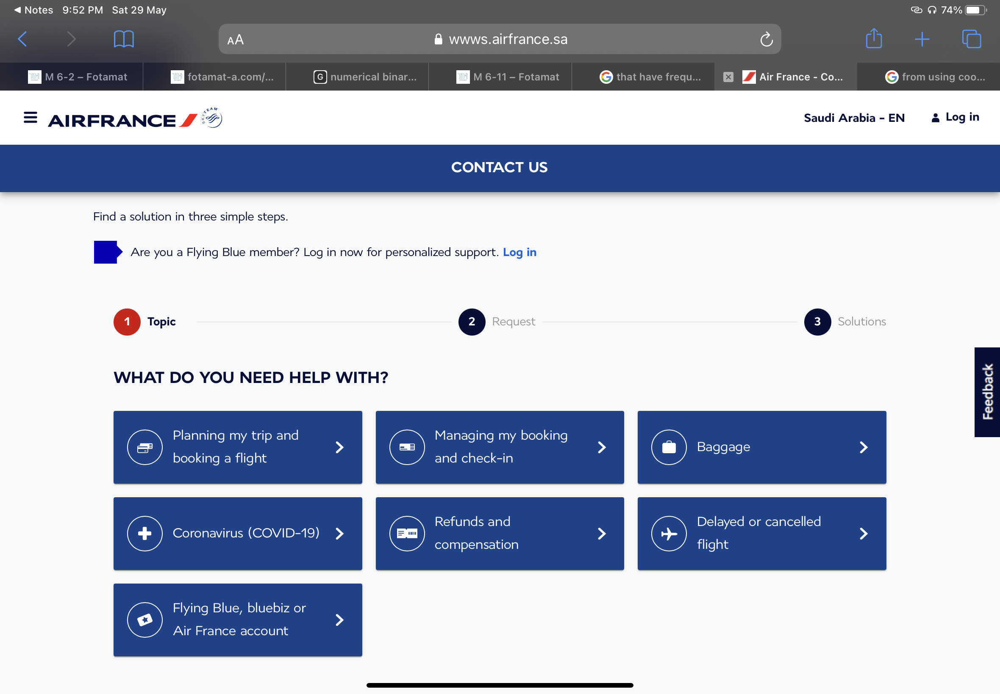 Notes 9:52 PM Sat 29 May 74%
AA wwws.airfrance.sa
M 6-2 – Fotamat fotamat-a.com/... G numerical binar... M 6-11 – Fotamat that have frequ... Air France - Co... from using coo...
AIRFRANCE SKYTEAM Saudi Arabia - EN Log in
CONTACT US
Find a solution in three simple steps.
Are you a Flying Blue member? Log in now for personalized support. Log in
1 Topic 2 Request 3 Solutions
WHAT DO YOU NEED HELP WITH?
Feedback
Planning my trip and
booking a flight
Managing my booking
and check-in
Baggage
Coronavirus (COVID-19)
Refunds and
compensation
Delayed or cancelled
flight
Flying Blue, bluebiz or
Air France account